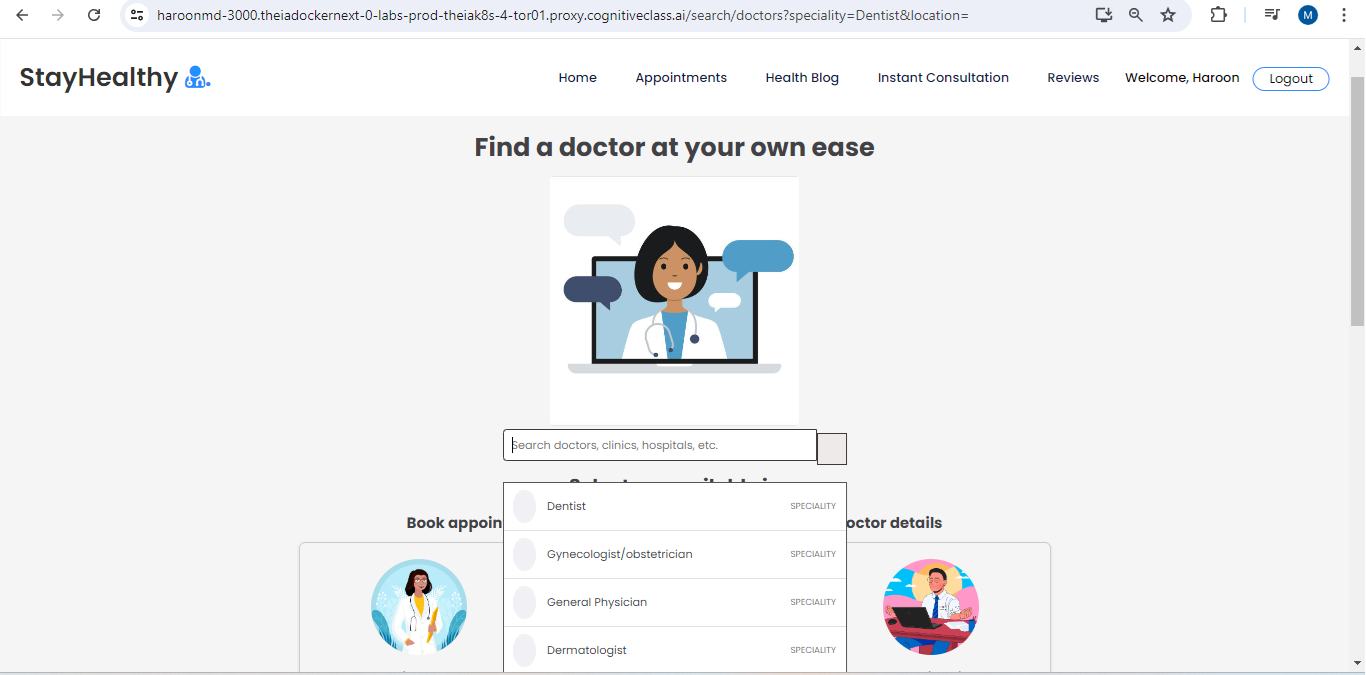 haroonmd-3000.theiadockernext-0-labs-prod-theiak8s-4-tor01.proxy.cognitiveclass.ai/search/doctors?speciality=Dentist&location=
M
StayHealthy
Home Appointments Health Blog Instant Consultation Reviews Welcome, Haroon Logout
Find a doctor at your own ease
Search doctors, clinics, hospitals, etc.
Book appoin
octor details
Dentist SPECIALITY
Gynecologist/obstetrician SPECIALITY
General Physician SPECIALITY
Dermatologist SPECIALITY